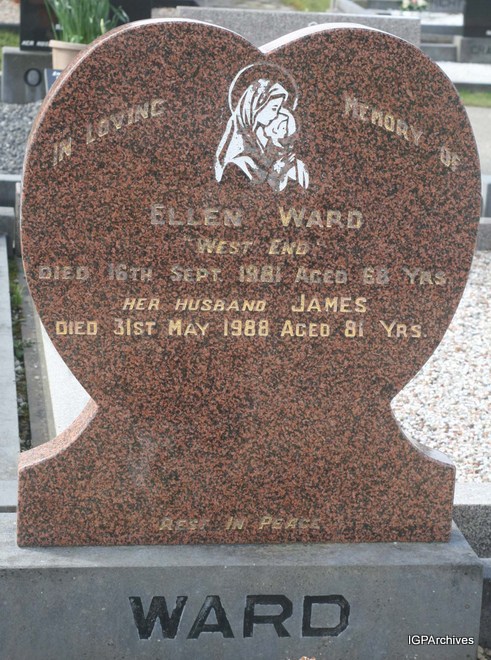 IN LOVING MEMORY OF
ELLEN WARD
"WEST END"
DIED 16TH SEPT. 1981 AGED 68 YRS.
HER HUSBAND JAMES
DIED 31ST MAY 1988 AGED 81 YRS.
REST IN PEACE
WARD
IGPArchives